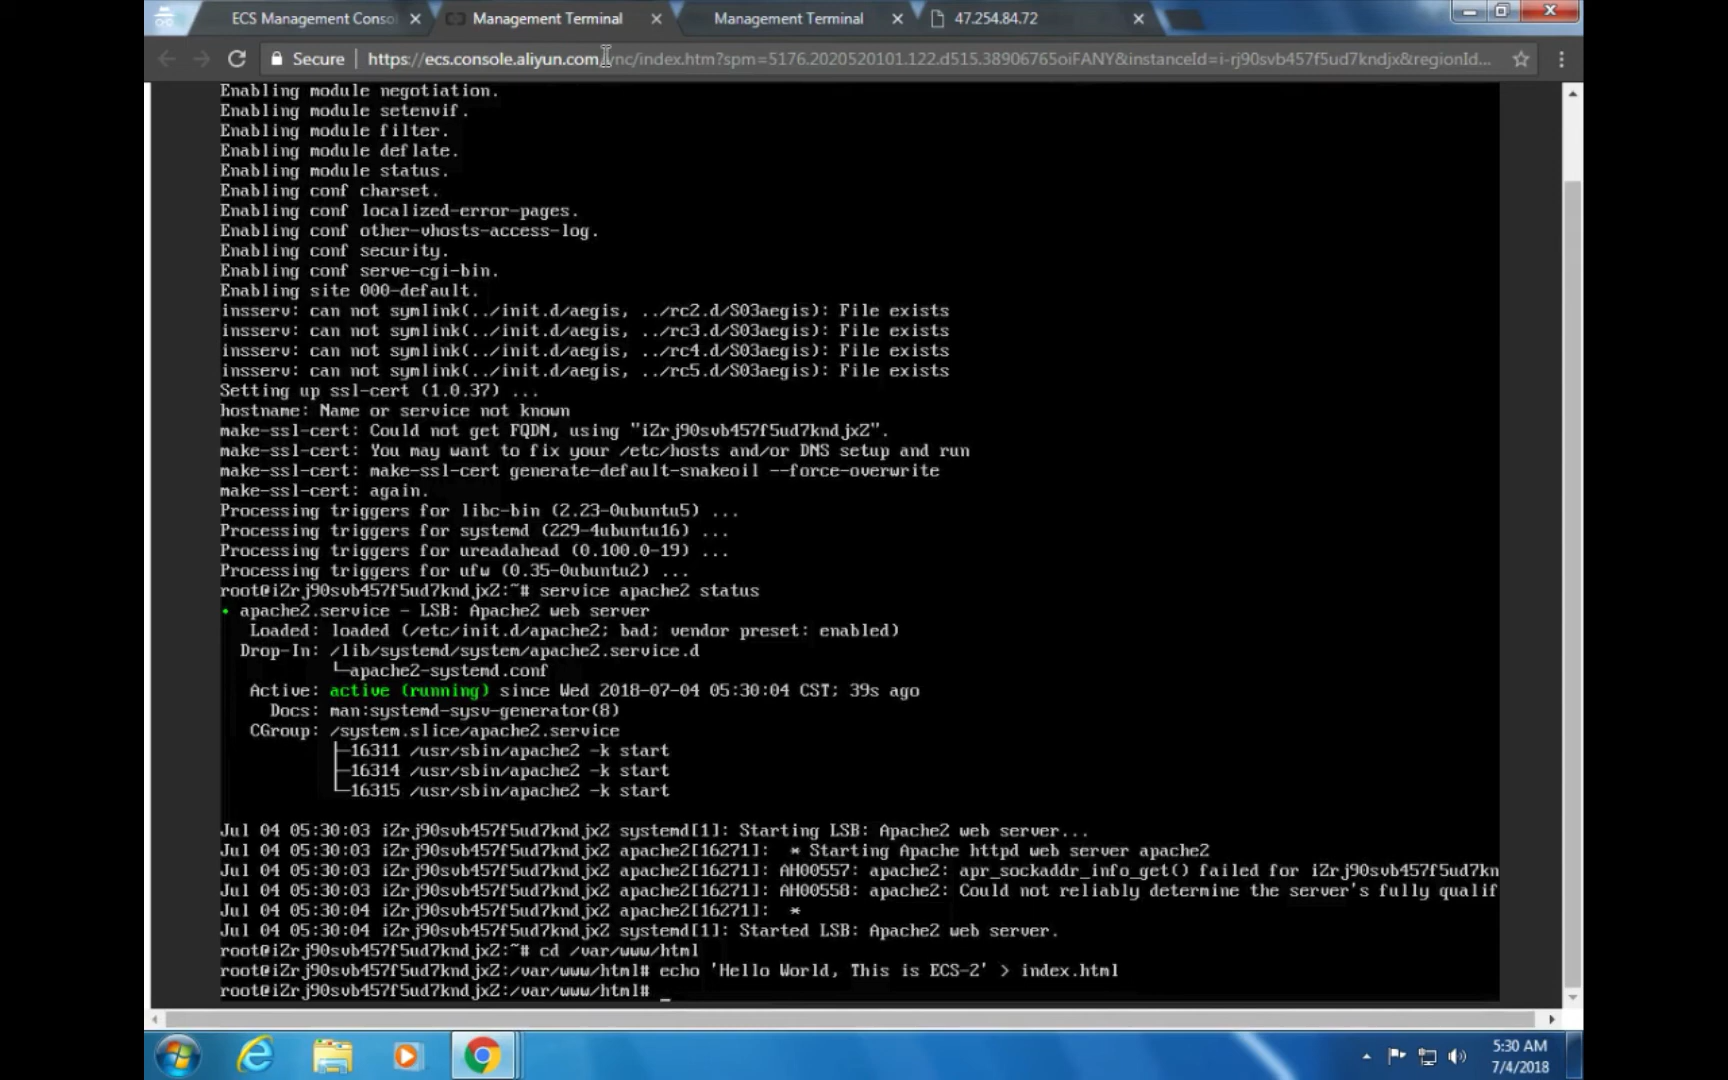 ECS Management Conso
Management Terminal
Management Terminal
47.254.84.72
Secure
https://ecs.console.aliyun.com/vnc/index.htm?spm=5176.2020520101.122.d515.38906765oiFANY&instanceId=i-rj90svb457f5ud7kndjx&regionId...
Enabling module negotiation.
Enabling module setenvif.
Enabling module filter.
Enabling module deflate.
Enabling module status.
Enabling conf charset.
Enabling conf localized-error-pages.
Enabling conf other-vhosts-access-log.
Enabling conf security.
Enabling conf serve-cgi-bin.
Enabling site 000-default.
insserv: can not symlink(../init.d/aegis, ../rc2.d/S03aegis): File exists
insserv: can not symlink(../init.d/aegis, ../rc3.d/S03aegis): File exists
insserv: can not symlink(../init.d/aegis, ../rc4.d/S03aegis): File exists
insserv: can not symlink(../init.d/aegis, ../rc5.d/S03aegis): File exists
Setting up ssl-cert (1.0.37) ...
hostname: Name or service not known
make-ssl-cert: Could not get FQDN, using "iZrj90svb457f5ud7kndjxZ".
make-ssl-cert: You may want to fix your /etc/hosts and/or DNS setup and run
make-ssl-cert: make-ssl-cert generate-default-snakeoil --force-overwrite
make-ssl-cert: again.
Processing triggers for libc-bin (2.23-0ubuntu5) ...
Processing triggers for systemd (229-4ubuntu16) ...
Processing triggers for ureadahead (0.100.0-19) ...
Processing triggers for ufw (0.35-0ubuntu2) ...
root@iZrj90svb457f5ud7kndjxZ:~# service apache2 status
● apache2.service - LSB: Apache2 web server
Loaded: loaded (/etc/init.d/apache2; bad; vendor preset: enabled)
Drop-In: /lib/systemd/system/apache2.service.d
└─apache2-systemd.conf
Active: active (running) since Wed 2018-07-04 05:30:04 CST; 39s ago
Docs: man:systemd-sysv-generator(8)
CGroup: /system.slice/apache2.service
├─16311 /usr/sbin/apache2 -k start
├─16314 /usr/sbin/apache2 -k start
└─16315 /usr/sbin/apache2 -k start
Jul 04 05:30:03 iZrj90svb457f5ud7kndjxZ systemd[1]: Starting LSB: Apache2 web server...
Jul 04 05:30:03 iZrj90svb457f5ud7kndjxZ apache2[16271]:  * Starting Apache httpd web server apache2
Jul 04 05:30:03 iZrj90svb457f5ud7kndjxZ apache2[16271]: AH00557: apache2: apr_sockaddr_info_get() failed for iZrj90svb457f5ud7kn
Jul 04 05:30:03 iZrj90svb457f5ud7kndjxZ apache2[16271]: AH00558: apache2: Could not reliably determine the server's fully qualif
Jul 04 05:30:04 iZrj90svb457f5ud7kndjxZ apache2[16271]:  *
Jul 04 05:30:04 iZrj90svb457f5ud7kndjxZ systemd[1]: Started LSB: Apache2 web server.
root@iZrj90svb457f5ud7kndjxZ:~# cd /var/www/html
root@iZrj90svb457f5ud7kndjxZ:/var/www/html# echo 'Hello World, This is ECS-2' > index.html
root@iZrj90svb457f5ud7kndjxZ:/var/www/html# _
5:30 AM
7/4/2018